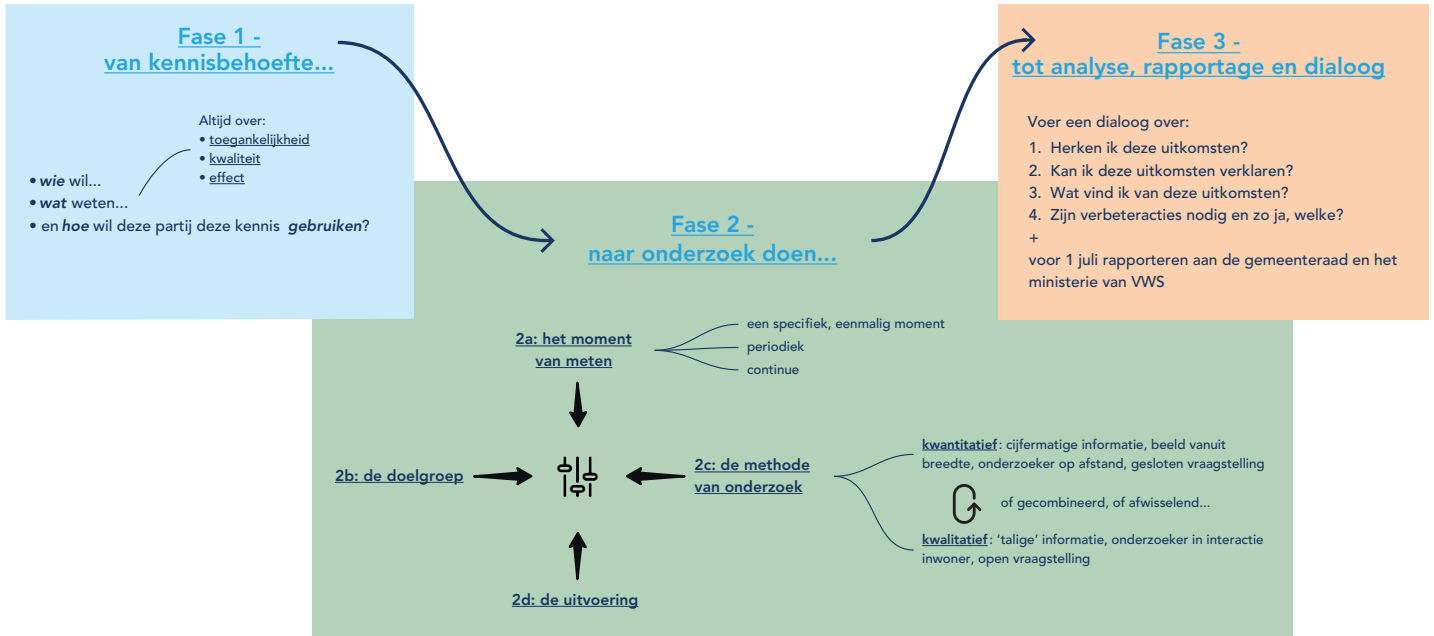 Fase 1 -
van kennisbehoefte...
Altijd over:
• toegankelijkheid
• kwaliteit
• effect
• wie wil...
• wat weten...
• en hoe wil deze partij deze kennis gebruiken?
Fase 2 -
naar onderzoek doen...
2a: het moment
van meten
een specifiek, eenmalig moment
periodiek
continue
2b: de doelgroep
2c: de methode
van onderzoek
kwantitatief: cijfermatige informatie, beeld vanuit
breedte, onderzoeker op afstand, gesloten vraagstelling
of gecombineerd, of afwisselend...
kwalitatief: ‘talige’ informatie, onderzoeker in interactie
inwoner, open vraagstelling
2d: de uitvoering
Fase 3 -
tot analyse, rapportage en dialoog
Voer een dialoog over:
1. Herken ik deze uitkomsten?
2. Kan ik deze uitkomsten verklaren?
3. Wat vind ik van deze uitkomsten?
4. Zijn verbeteracties nodig en zo ja, welke?
+
voor 1 juli rapporteren aan de gemeenteraad en het
ministerie van VWS